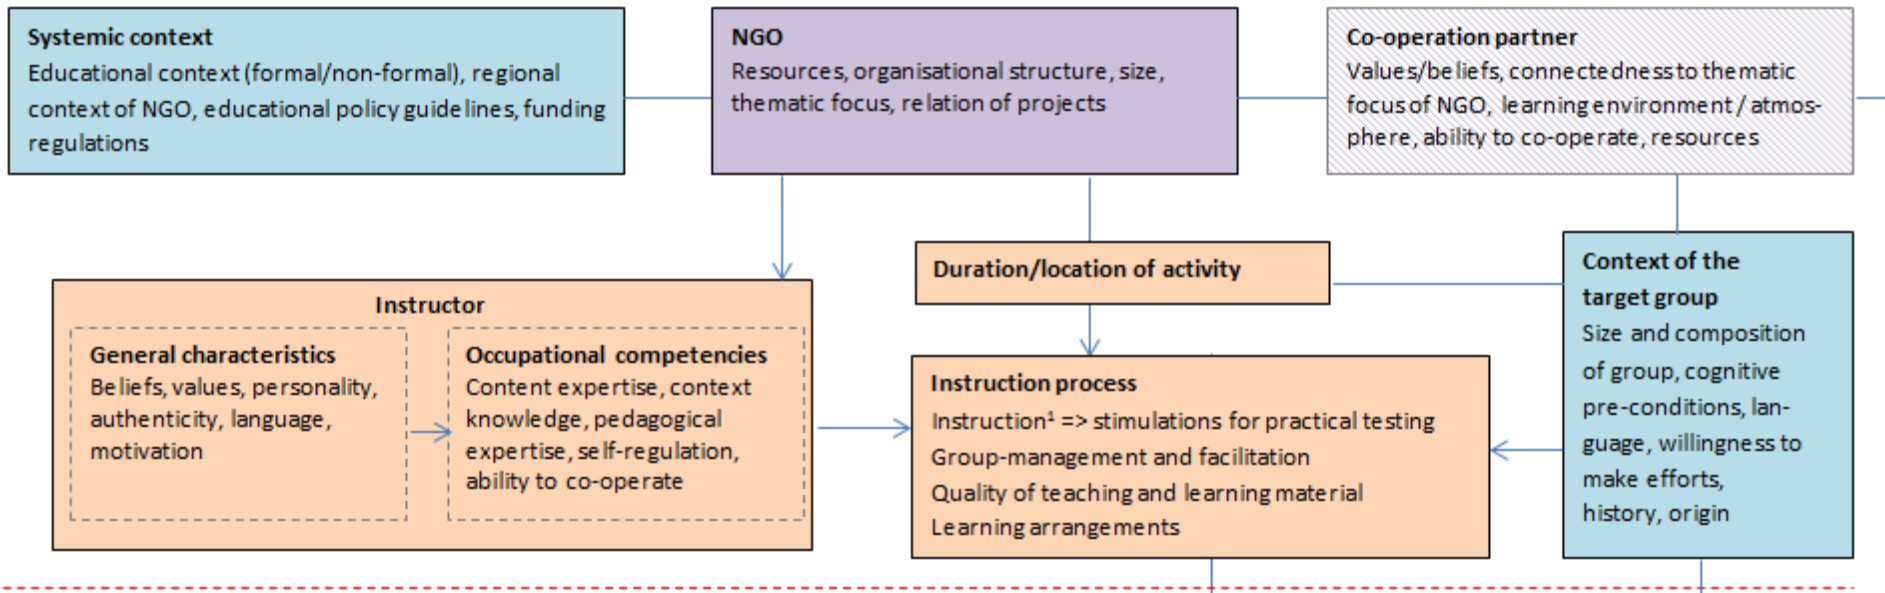 Systemic context
Educational context (formal/non-formal), regional
context of NGO, educational policy guidelines, funding
regulations
NGO
Resources, organisational structure, size,
thematic focus, relation of projects
Co-operation partner
Values/beliefs, connectedness to thematic
focus of NGO, learning environment / atmos-
phere, ability to co-operate, resources
Instructor
General characteristics
Beliefs, values, personality,
authenticity, language,
motivation
Occupational competencies
Content expertise, context
knowledge, pedagogical
expertise, self-regulation,
ability to co-operate
Duration/location of activity
Instruction process
Instruction¹ => stimulations for practical testing
Group-management and facilitation
Quality of teaching and learning material
Learning arrangements
Context of the
target group
Size and composition
of group, cognitive
pre-conditions, lan-
guage, willingness to
make efforts,
history, origin